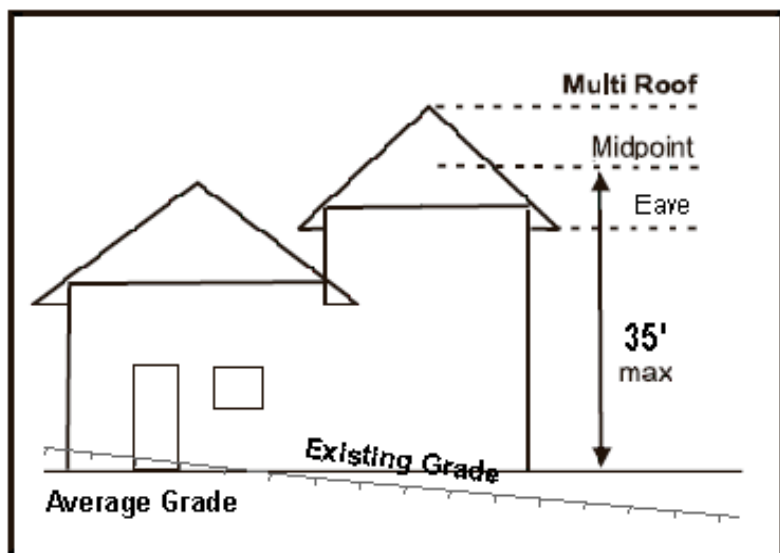 Multi Roof
Midpoint
Eave
35'
max
Existing Grade
Average Grade